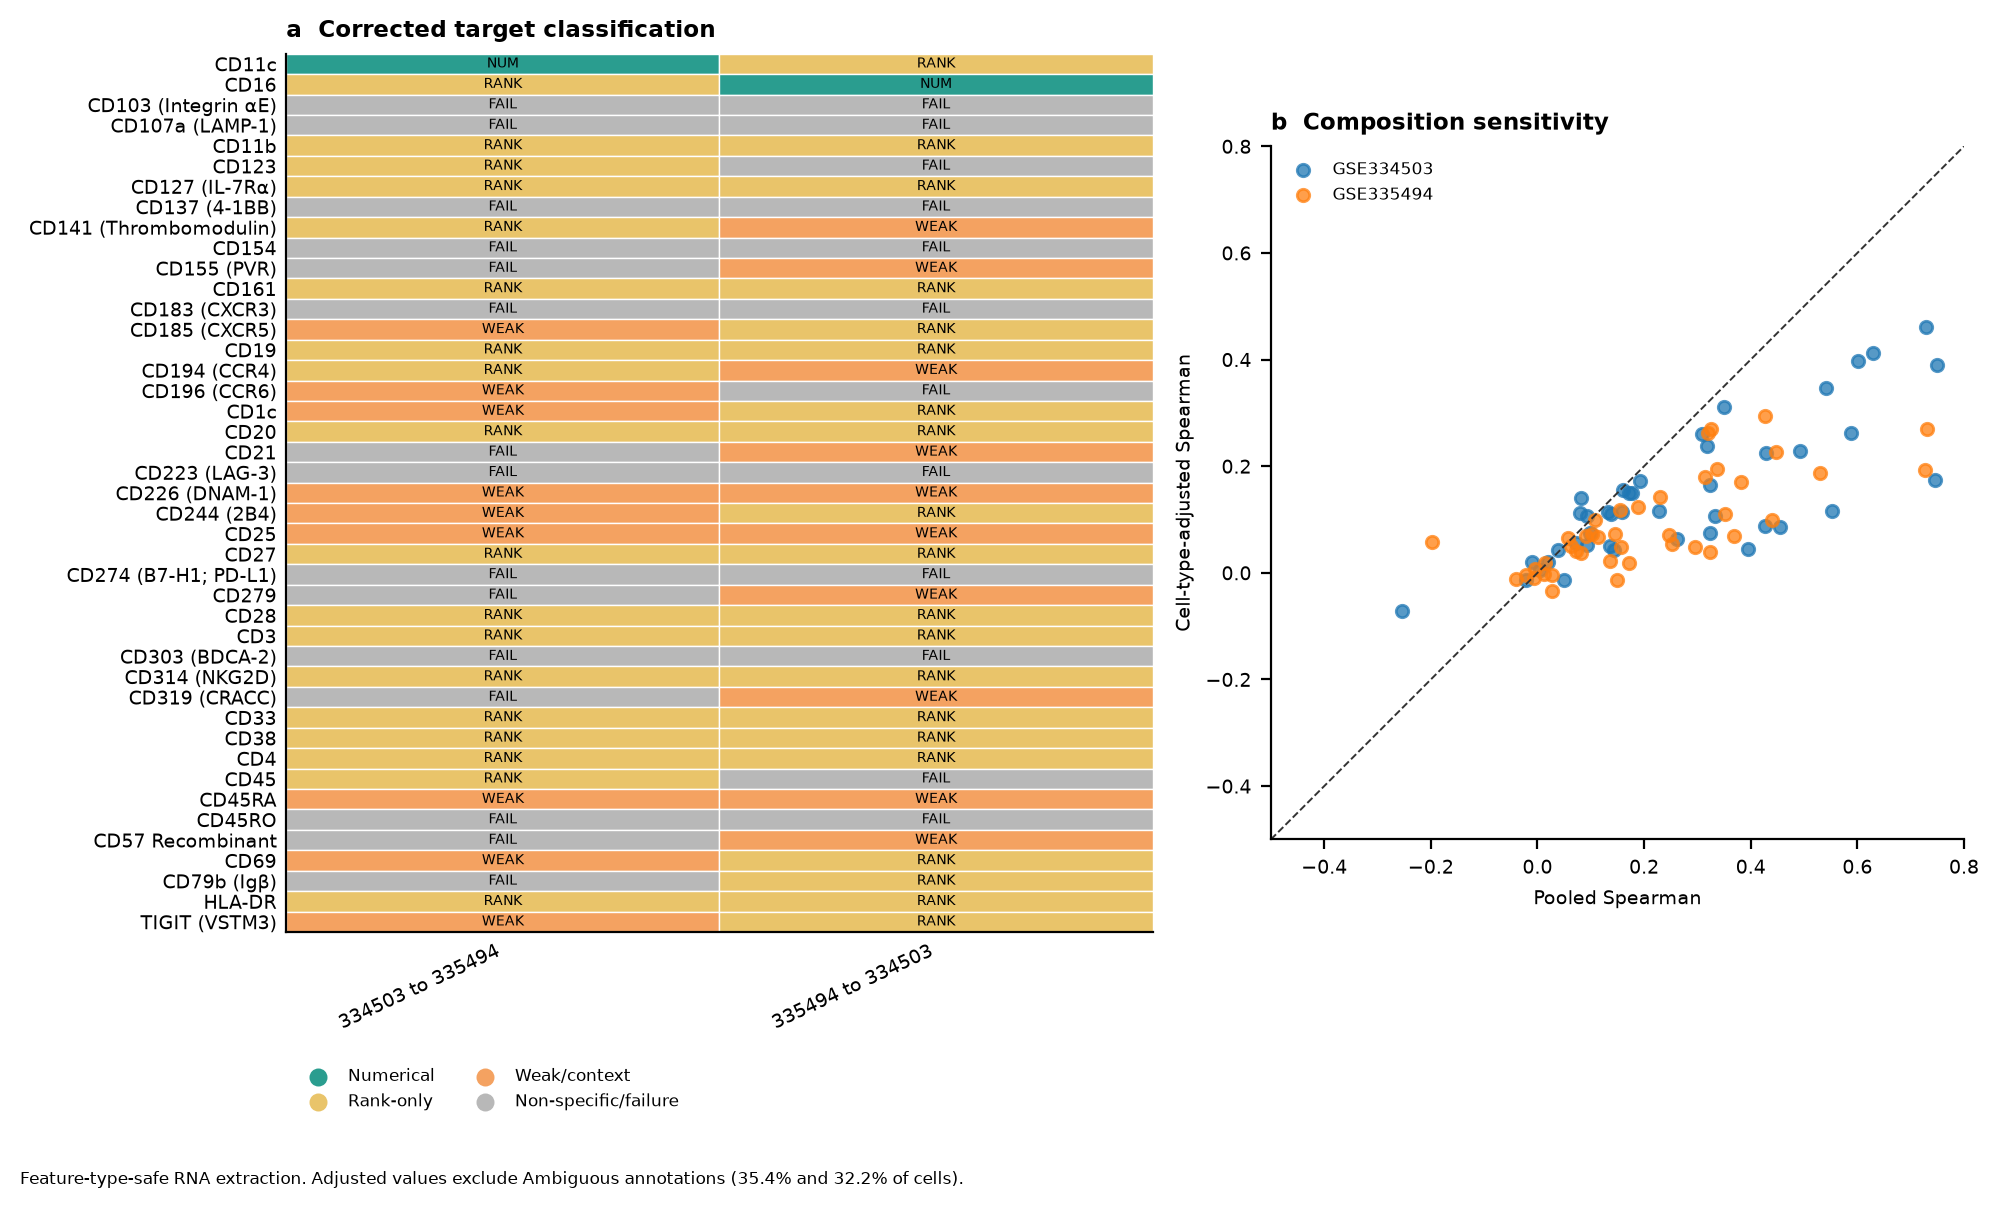 a Corrected target classification
CD11c NUM RANK
CD16 RANK NUM
CD103 (Integrin αE) FAIL FAIL
CD107a (LAMP-1) FAIL FAIL
CD11b RANK RANK
CD123 RANK FAIL
CD127 (IL-7Rα) RANK RANK
CD137 (4-1BB) FAIL FAIL
CD141 (Thrombomodulin) RANK WEAK
CD154 FAIL FAIL
CD155 (PVR) FAIL WEAK
CD161 RANK RANK
CD183 (CXCR3) FAIL FAIL
CD185 (CXCR5) WEAK RANK
CD19 RANK RANK
CD194 (CCR4) RANK WEAK
CD196 (CCR6) WEAK FAIL
CD1c WEAK RANK
CD20 RANK RANK
CD21 FAIL WEAK
CD223 (LAG-3) FAIL FAIL
CD226 (DNAM-1) WEAK WEAK
CD244 (2B4) WEAK RANK
CD25 WEAK WEAK
CD27 RANK RANK
CD274 (B7-H1; PD-L1) FAIL FAIL
CD279 FAIL WEAK
CD28 RANK RANK
CD3 RANK RANK
CD303 (BDCA-2) FAIL FAIL
CD314 (NKG2D) RANK RANK
CD319 (CRACC) FAIL WEAK
CD33 RANK RANK
CD38 RANK RANK
CD4 RANK RANK
CD45 RANK FAIL
CD45RA WEAK WEAK
CD45RO FAIL FAIL
CD57 Recombinant FAIL WEAK
CD69 WEAK RANK
CD79b (Igβ) FAIL RANK
HLA-DR RANK RANK
TIGIT (VSTM3) WEAK RANK
334503 to 335494
335494 to 334503
Numerical
Rank-only
Weak/context
Non-specific/failure
b Composition sensitivity
GSE334503
GSE335494
Cell-type-adjusted Spearman
0.8
0.6
0.4
0.2
0.0
−0.2
−0.4
−0.4 −0.2 0.0 0.2 0.4 0.6 0.8
Pooled Spearman
Feature-type-safe RNA extraction. Adjusted values exclude Ambiguous annotations (35.4% and 32.2% of cells).